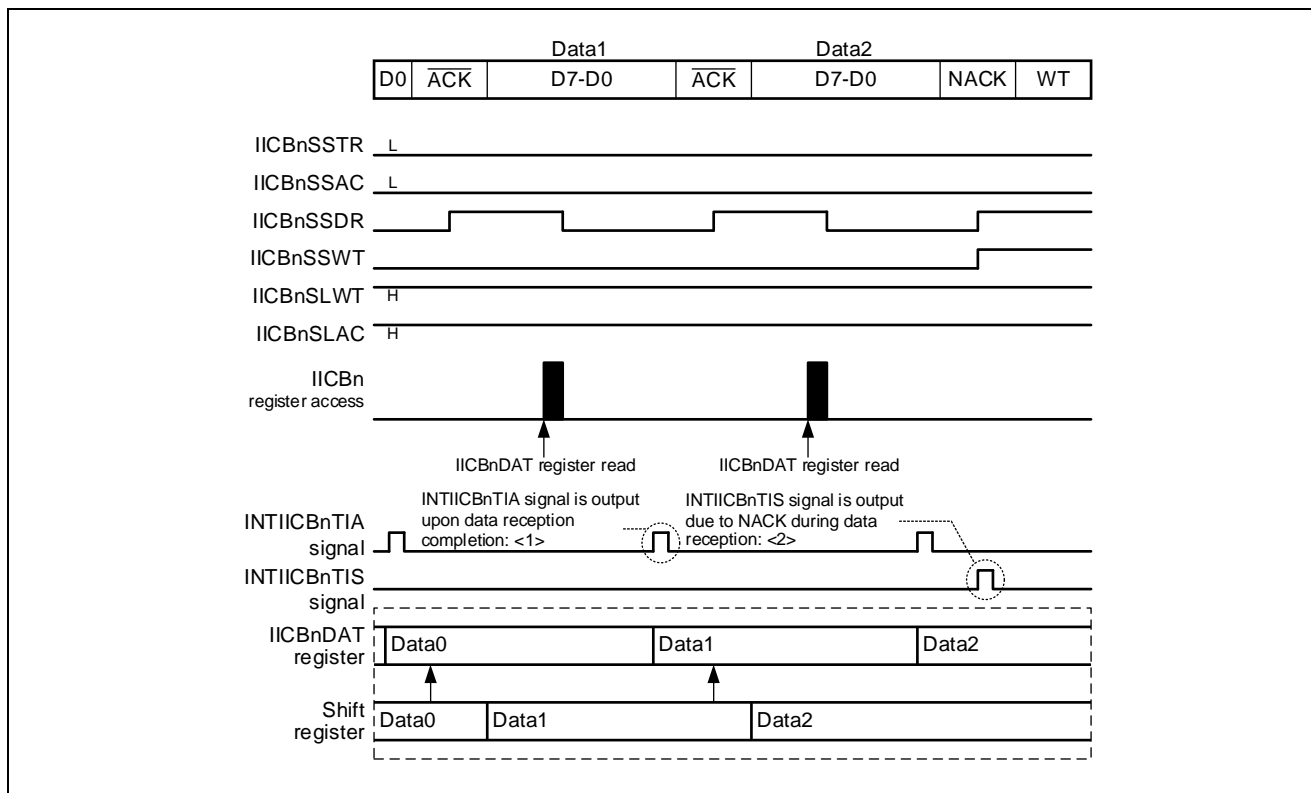 Data1 Data2
D0 ACK D7-D0 ACK D7-D0 NACK WT
IICBnSSTR L
IICBnSSAC L
IICBnSSDR
IICBnSSWT
IICBnSLWT H
IICBnSLAC H
IICBn
register access
IICBnDAT register read IICBnDAT register read
INTIICBnTIA signal is output
upon data reception
completion: <1>
INTIICBnTIS signal is output
due to NACK during data
reception: <2>
INTIICBnTIA
signal
INTIICBnTIS
signal
IICBnDAT
register
Data0 Data1 Data2
Shift
register
Data0 Data1 Data2